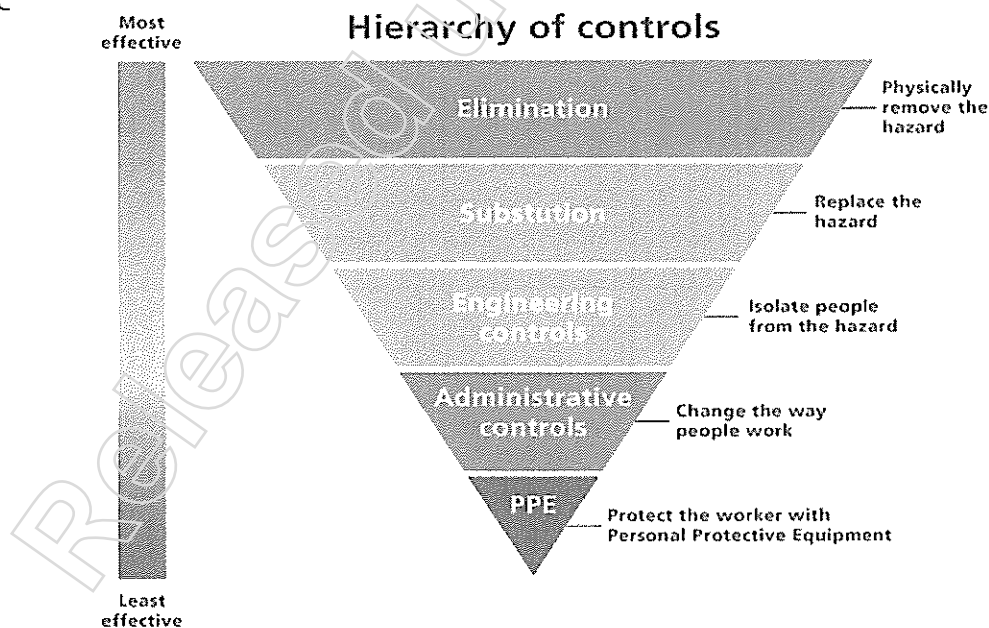 Most
effective
Hierarchy of controls
Elimination
Physically
remove the
hazard
Substution
Replace the
hazard
Engineering
controls
Isolate people
from the hazard
Administrative
controls
Change the way
people work
PPE
Protect the worker with
Personal Protective Equipment
Least
effective
Released u